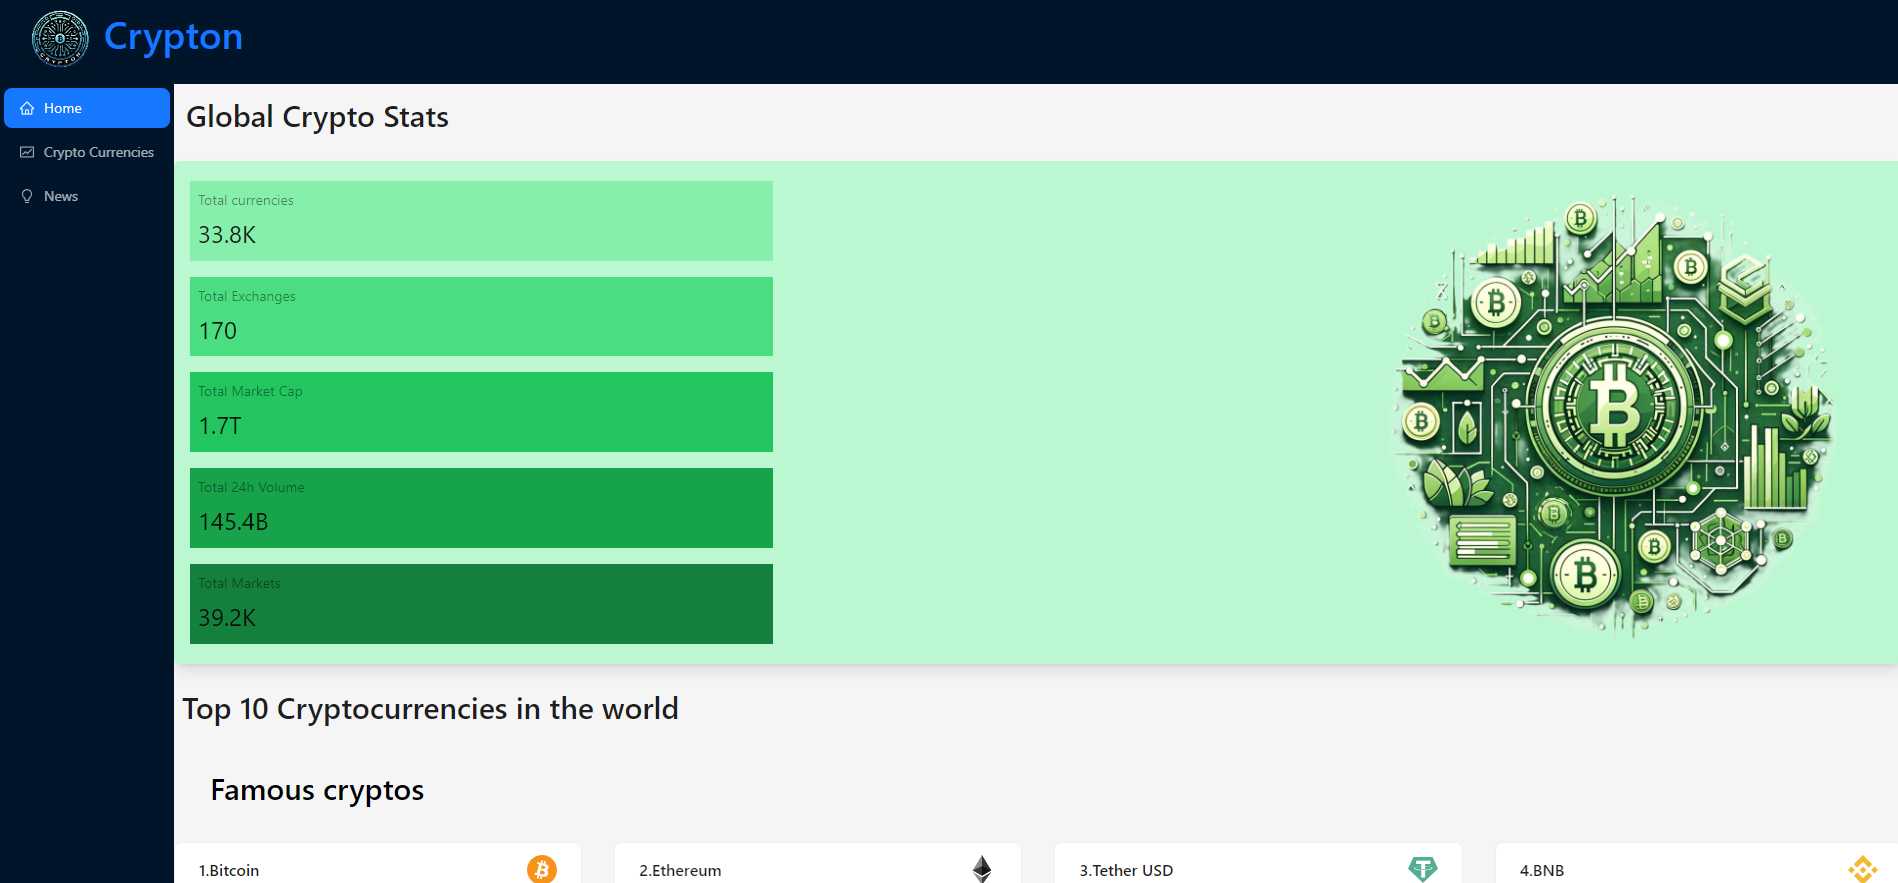 Crypton
Home
Crypto Currencies
News
Global Crypto Stats
Total currencies
33.8K
Total Exchanges
170
Total Market Cap
1.7T
Total 24h Volume
145.4B
Total Markets
39.2K
Top 10 Cryptocurrencies in the world
Famous cryptos
1.Bitcoin
2.Ethereum
3.Tether USD
4.BNB